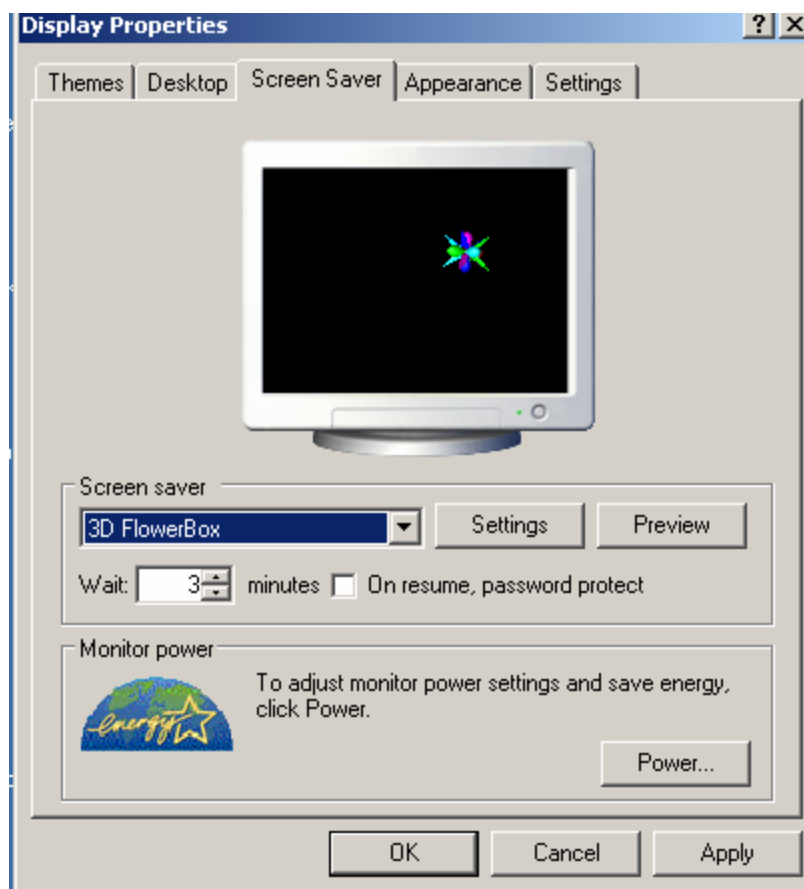 Display Properties
Themes Desktop Screen Saver Appearance Settings
Screen saver
3D FlowerBox Settings Preview
Wait: 3 minutes On resume, password protect
Monitor power
To adjust monitor power settings and save energy,
click Power.
energy
Power...
OK Cancel Apply